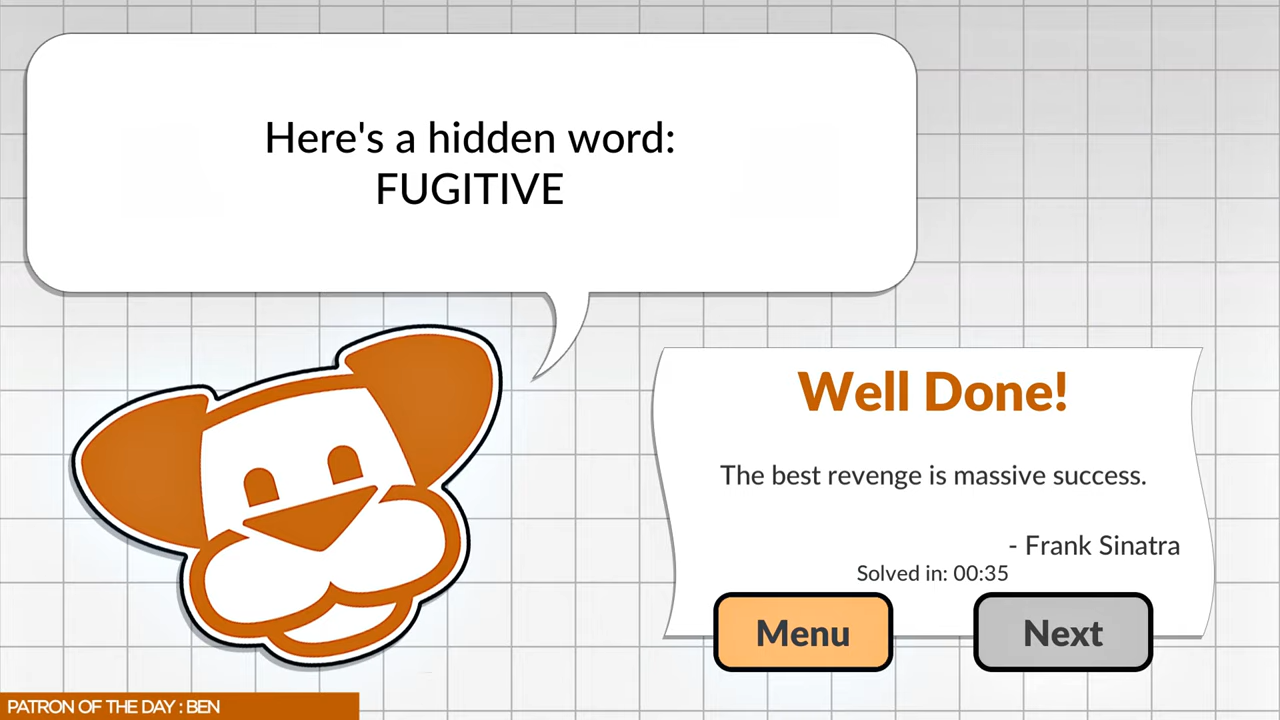 Here's a hidden word:
FUGITIVE
Well Done!
The best revenge is massive success.
- Frank Sinatra
Solved in: 00:35
Menu
Next
PATRON OF THE DAY : BEN